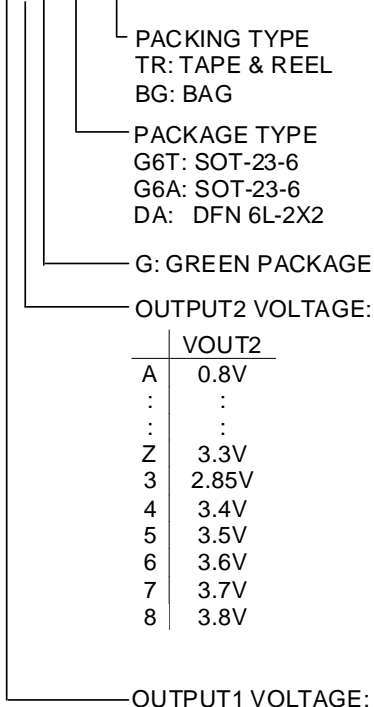 PACKING TYPE
TR: TAPE & REEL
BG: BAG
PACKAGE TYPE
G6T: SOT-23-6
G6A: SOT-23-6
DA: DFN 6L-2X2
G: GREEN PACKAGE
OUTPUT2 VOLTAGE:
VOUT2
A 0.8V
: :
: :
Z 3.3V
3 2.85V
4 3.4V
5 3.5V
6 3.6V
7 3.7V
8 3.8V
OUTPUT1 VOLTAGE: